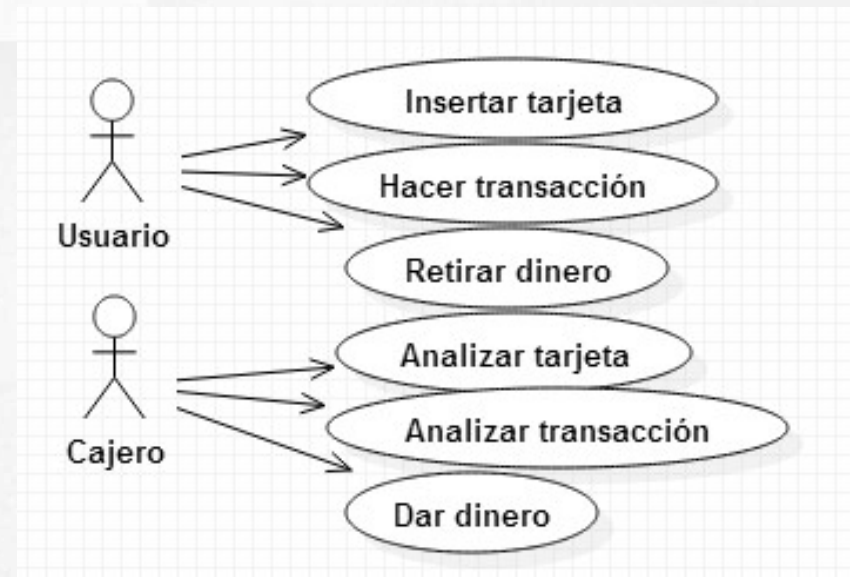 Insertar tarjeta
Hacer transacción
Usuario
Retirar dinero
Analizar tarjeta
Analizar transacción
Cajero
Dar dinero